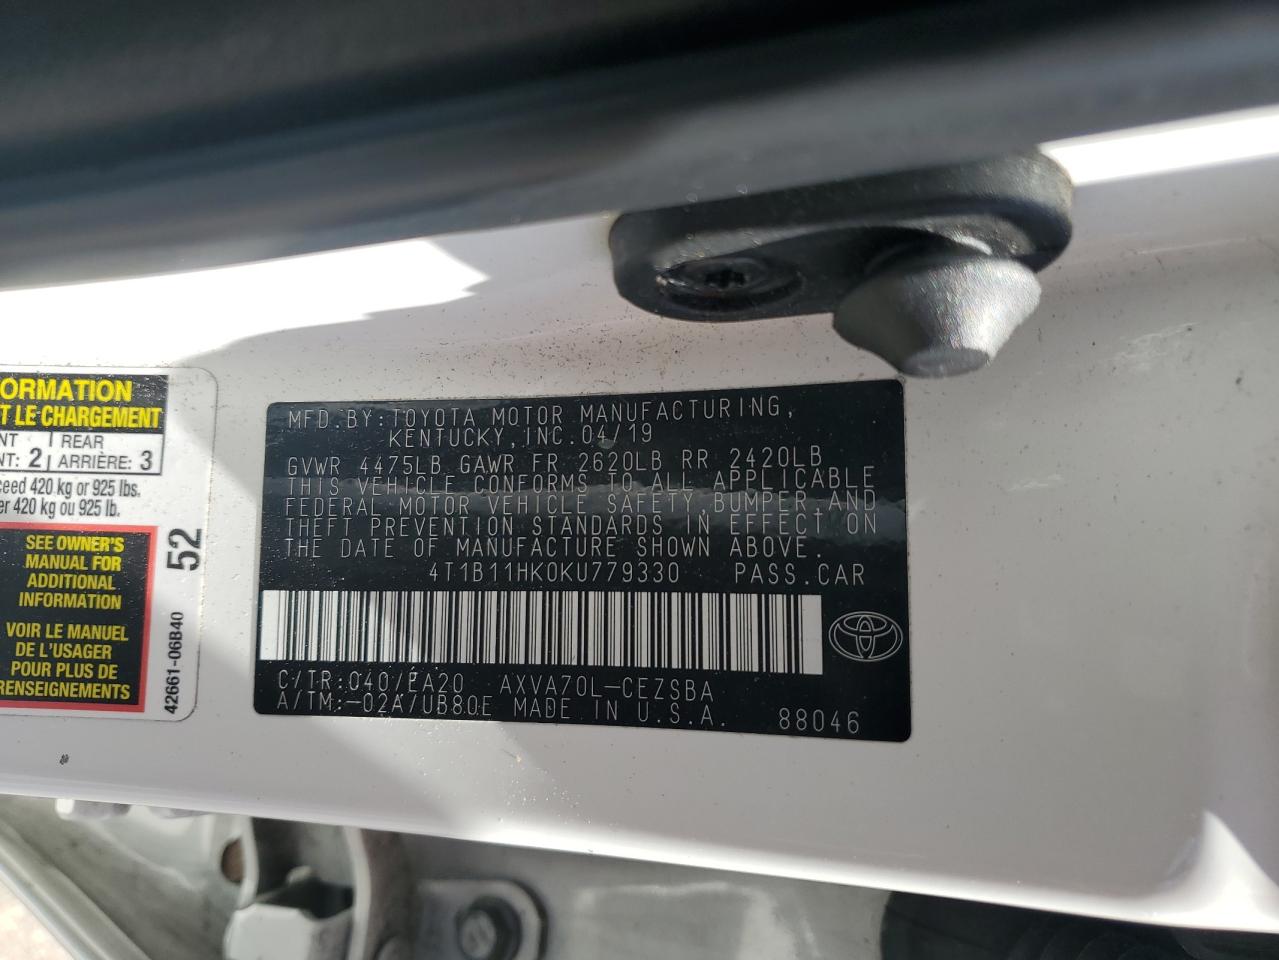 ORMATION
T LE CHARGEMENT
NT 2 REAR
NT: 2 ARRIÈRE: 3
ceed 420 kg or 925 lbs.
er 420 kg ou 925 lb.
SEE OWNER'S
MANUAL FOR
ADDITIONAL
INFORMATION
VOIR LE MANUEL
DE L'USAGER
POUR PLUS DE
RENSEIGNEMENTS
52
42661-06B40
MFD.BY:TOYOTA MOTOR MANUFACTURING,
KENTUCKY,INC.04/19
GVWR 4475LB GAWR FR 2620LB RR 2420LB
THIS VEHICLE CONFORMS TO ALL APPLICABLE
FEDERAL MOTOR VEHICLE SAFETY,BUMPER,AND
THEFT PREVENTION STANDARDS IN EFFECT ON
THE DATE OF MANUFACTURE SHOWN ABOVE.
4T1B11HK0KU779330 PASS.CAR
C/TR:040/EA20 AXVA70L-CEZSBA
A/TM:-02A/UB80E MADE IN U.S.A. 88046